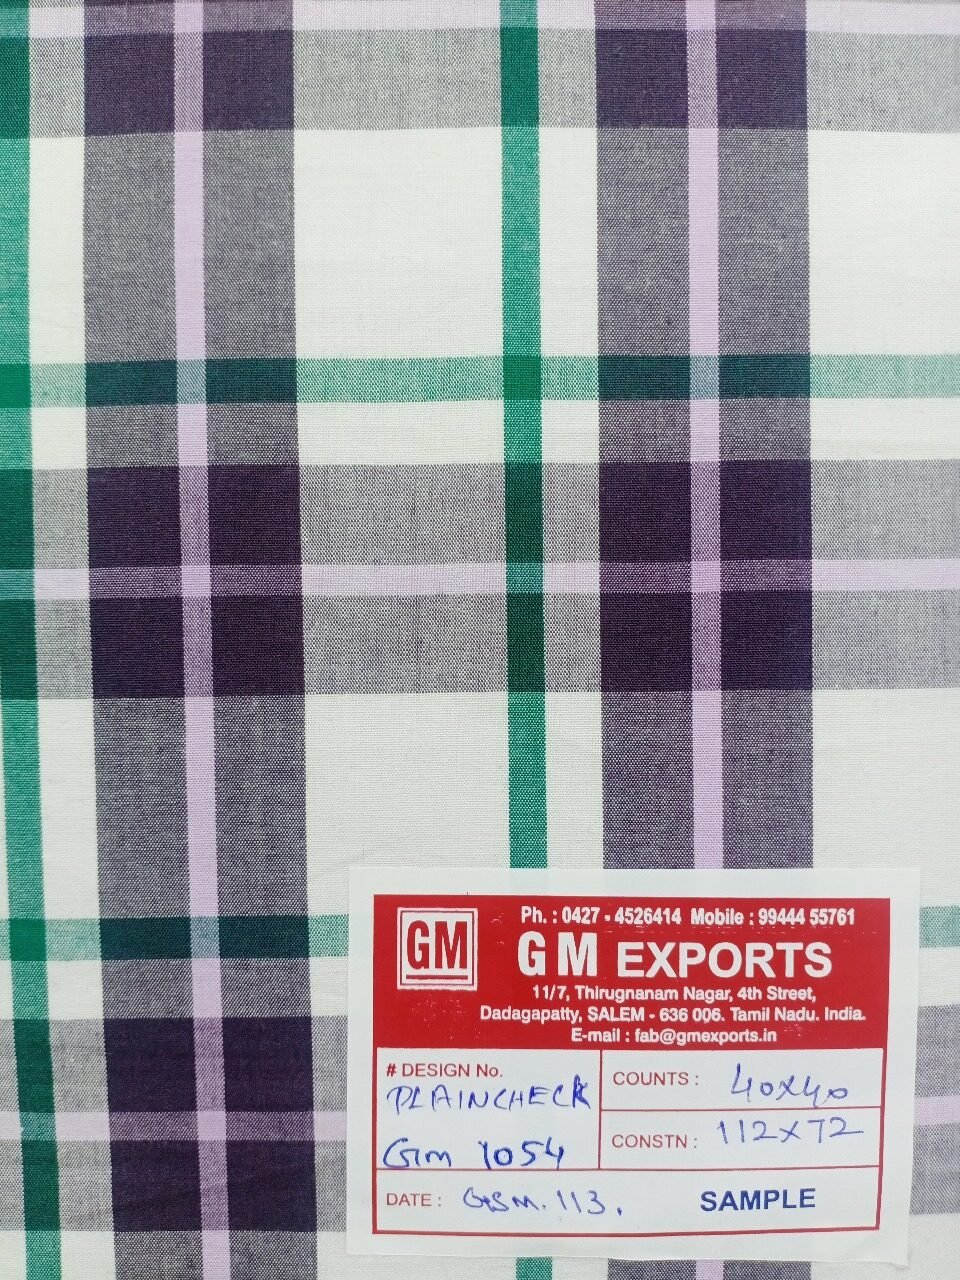 GM
Ph. : 0427 - 4526414 Mobile : 99444 55761
GM EXPORTS
11/7, Thirugnanam Nagar, 4th Street,
Dadagapatty, SALEM - 636 006. Tamil Nadu. India.
E-mail : fab@gmexports.in
# DESIGN No.
PLAINCHECK
Gm 1054
COUNTS : 40x40
CONSTN : 112x72
DATE : GSM. 113.
SAMPLE